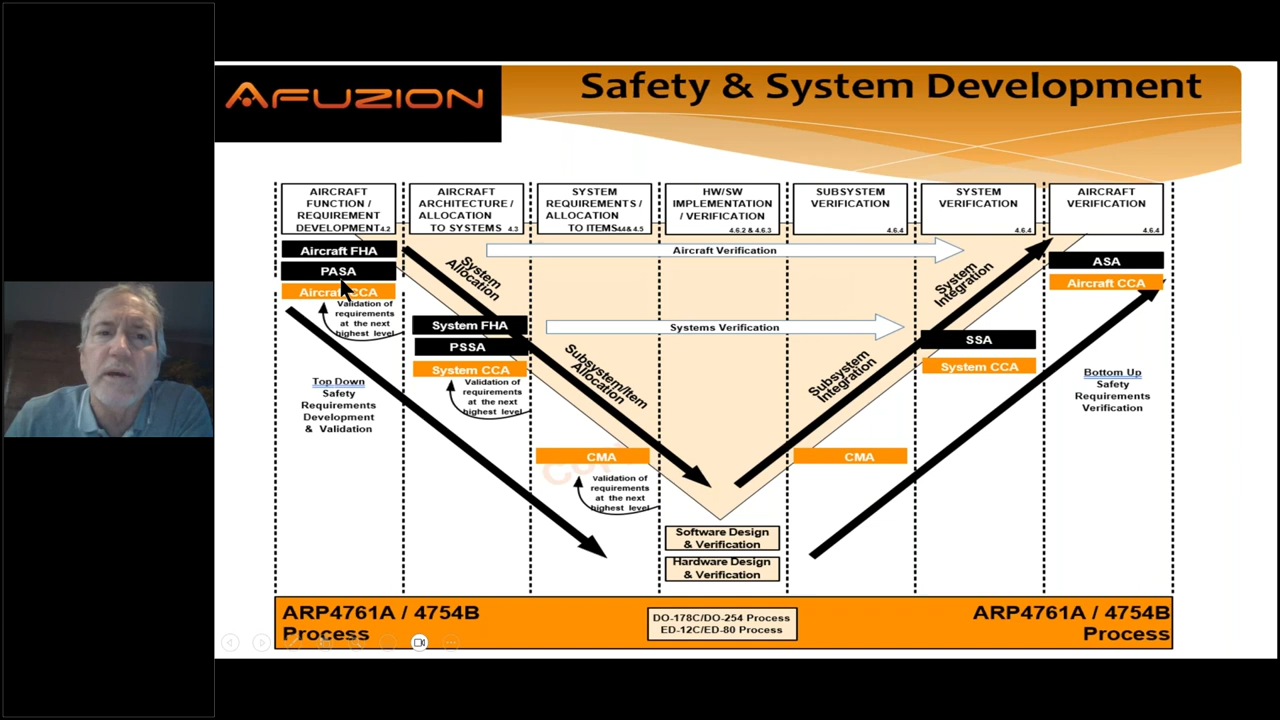 AFUZION
Safety & System Development
AIRCRAFT
FUNCTION /
REQUIREMENT
DEVELOPMENT4.2
AIRCRAFT
ARCHITECTURE /
ALLOCATION
TO SYSTEMS 4.3
SYSTEM
REQUIREMENTS /
ALLOCATION
TO ITEMS4.4& 4.5
HW/SW
IMPLEMENTATION
/ VERIFICATION
4.6.2 & 4.6.3
SUBSYSTEM
VERIFICATION
4.6.4
SYSTEM
VERIFICATION
4.6.4
AIRCRAFT
VERIFICATION
4.6.4
Aircraft FHA
PASA
Aircraft CCA
Validation of
requirements
at the next
highest level
System
Allocation
Aircraft Verification
System
Integration
ASA
Aircraft CCA
System FHA
PSSA
System CCA
Validation of
requirements
at the next
highest level
Systems Verification
SSA
System CCA
Subsystem/Item
Allocation
Subsystem
Integration
Top Down
Safety
Requirements
Development
& Validation
Bottom Up
Safety
Requirements
Verification
CMA
Validation of
requirements
at the next
highest level
CMA
Software Design
& Verification
Hardware Design
& Verification
ARP4761A / 4754B
Process
DO-178C/DO-254 Process
ED-12C/ED-80 Process
ARP4761A / 4754B
Process